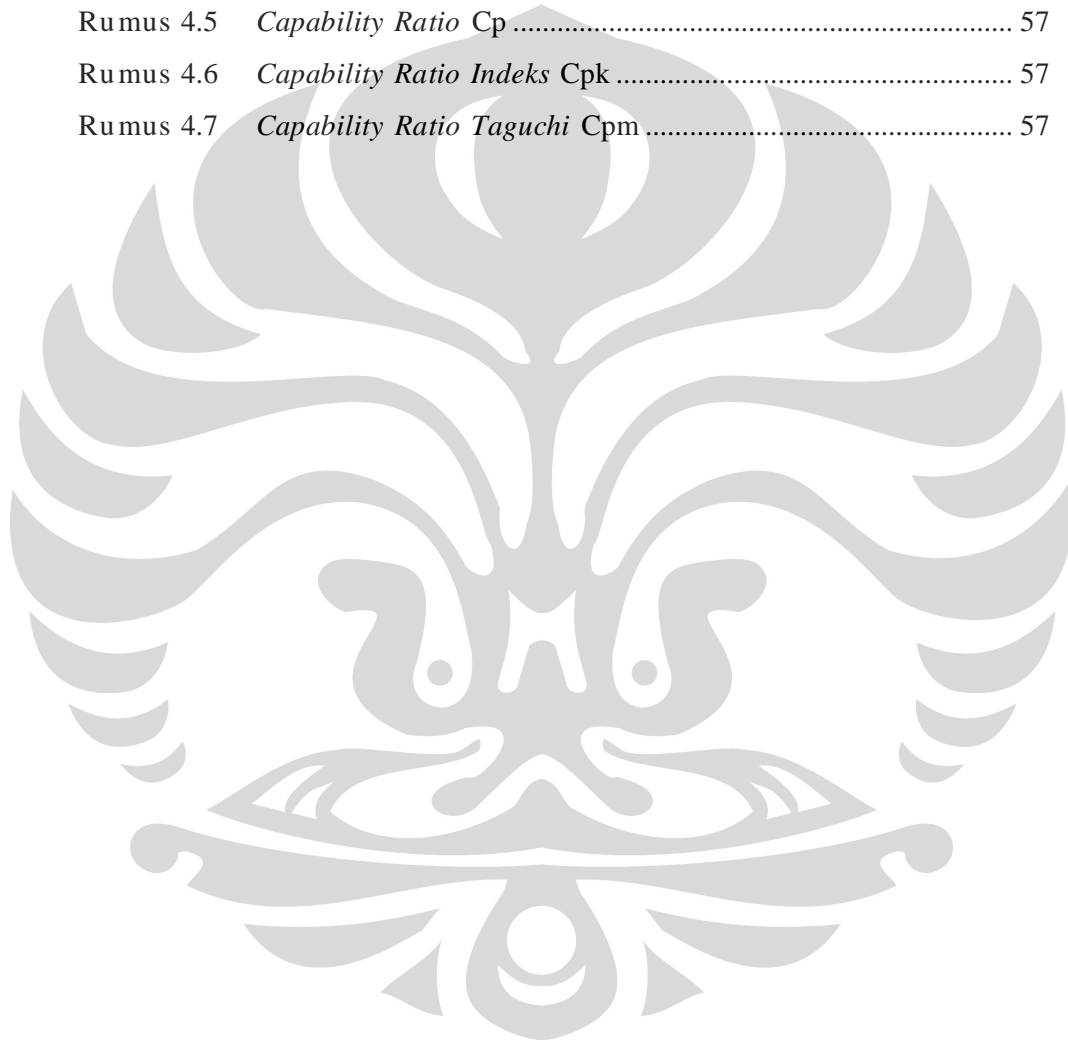 Rumus 4.5 Capability Ratio Cp ........................................................................ 57
Rumus 4.6 Capability Ratio Indeks Cpk ......................................................... 57
Rumus 4.7 Capability Ratio Taguchi Cpm ..................................................... 57